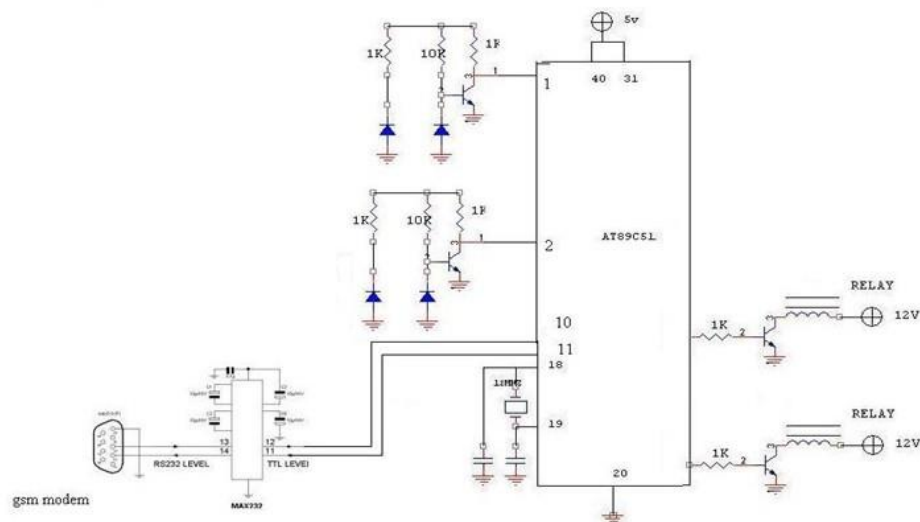 5v
1K
10K
1K
1
1
40 31
1K
10K
1K
1
2
AT89C51
RELAY
12V
1K
2
10
11
18
19
13
14
12
11
RS232 LEVEL
TTL LEVEL
MAX232
gsm modem
20
RELAY
12V
1K
2